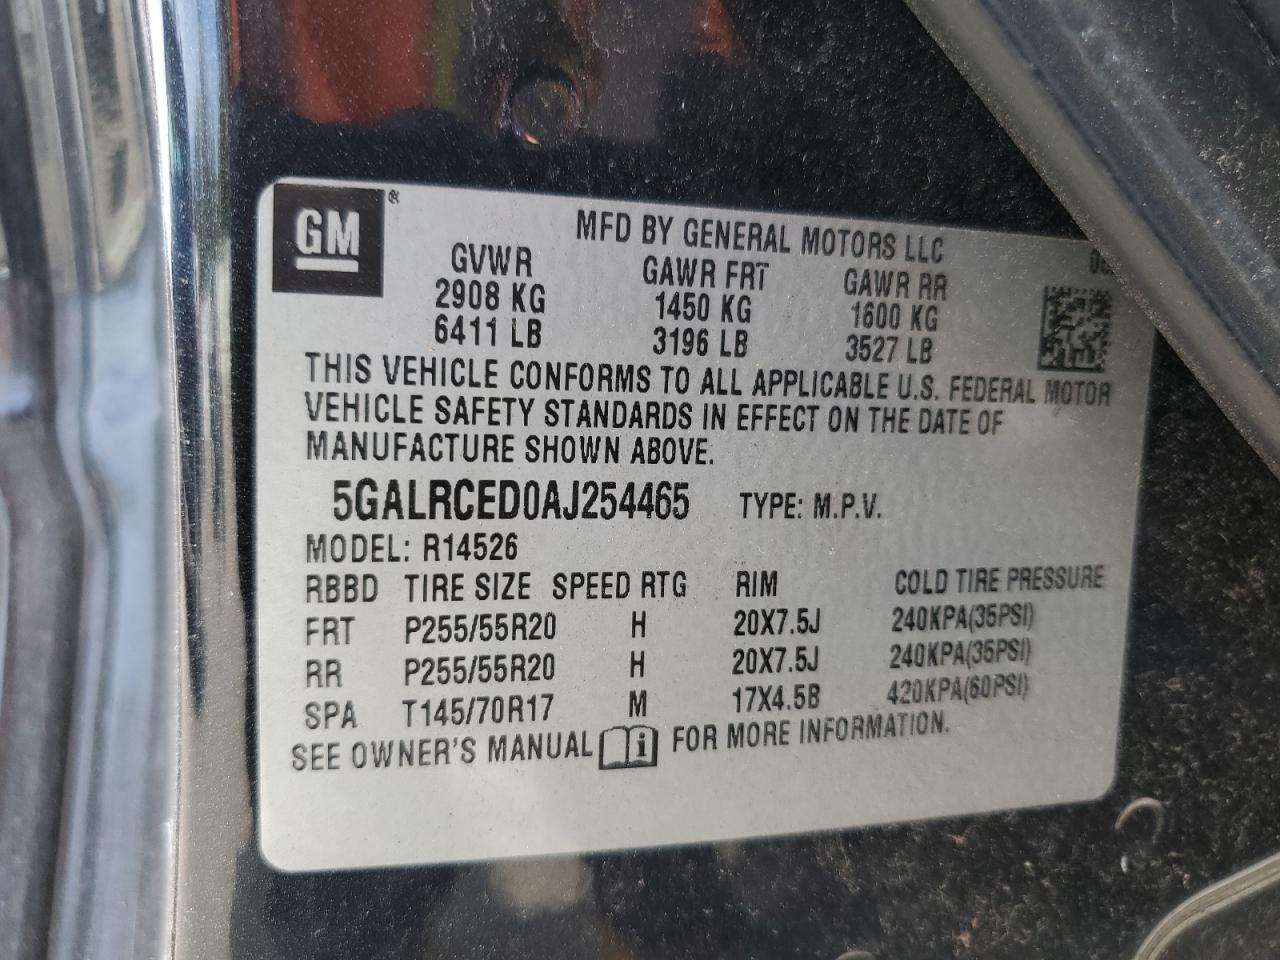 GM ®
MFD BY GENERAL MOTORS LLC
GVWR GAWR FRT GAWR RR
2908 KG 1450 KG 1600 KG
6411 LB 3196 LB 3527 LB
THIS VEHICLE CONFORMS TO ALL APPLICABLE U.S. FEDERAL MOTOR
VEHICLE SAFETY STANDARDS IN EFFECT ON THE DATE OF
MANUFACTURE SHOWN ABOVE.
5GALRCED0AJ254465 TYPE: M.P.V.
MODEL: R14526
RBBD TIRE SIZE SPEED RTG RIM COLD TIRE PRESSURE
FRT P255/55R20 H 20X7.5J 240KPA(35PSI)
RR P255/55R20 H 20X7.5J 240KPA(35PSI)
SPA T145/70R17 M 17X4.5B 420KPA(60PSI)
SEE OWNER'S MANUAL i FOR MORE INFORMATION.